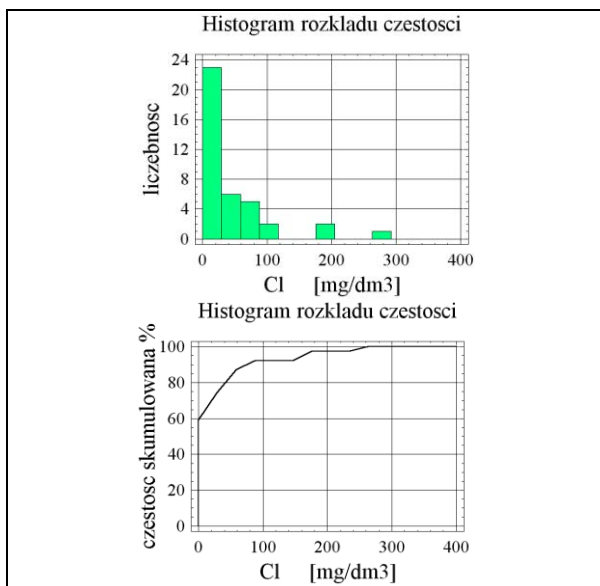 Histogram rozkladu czestosci
24
20
16
12
8
4
0
liczebnosc
0 100 200 300 400
Cl [mg/dm3]
Histogram rozkladu czestosci
100
80
60
40
20
0
czestosc skumulowana %
0 100 200 300 400
Cl [mg/dm3]